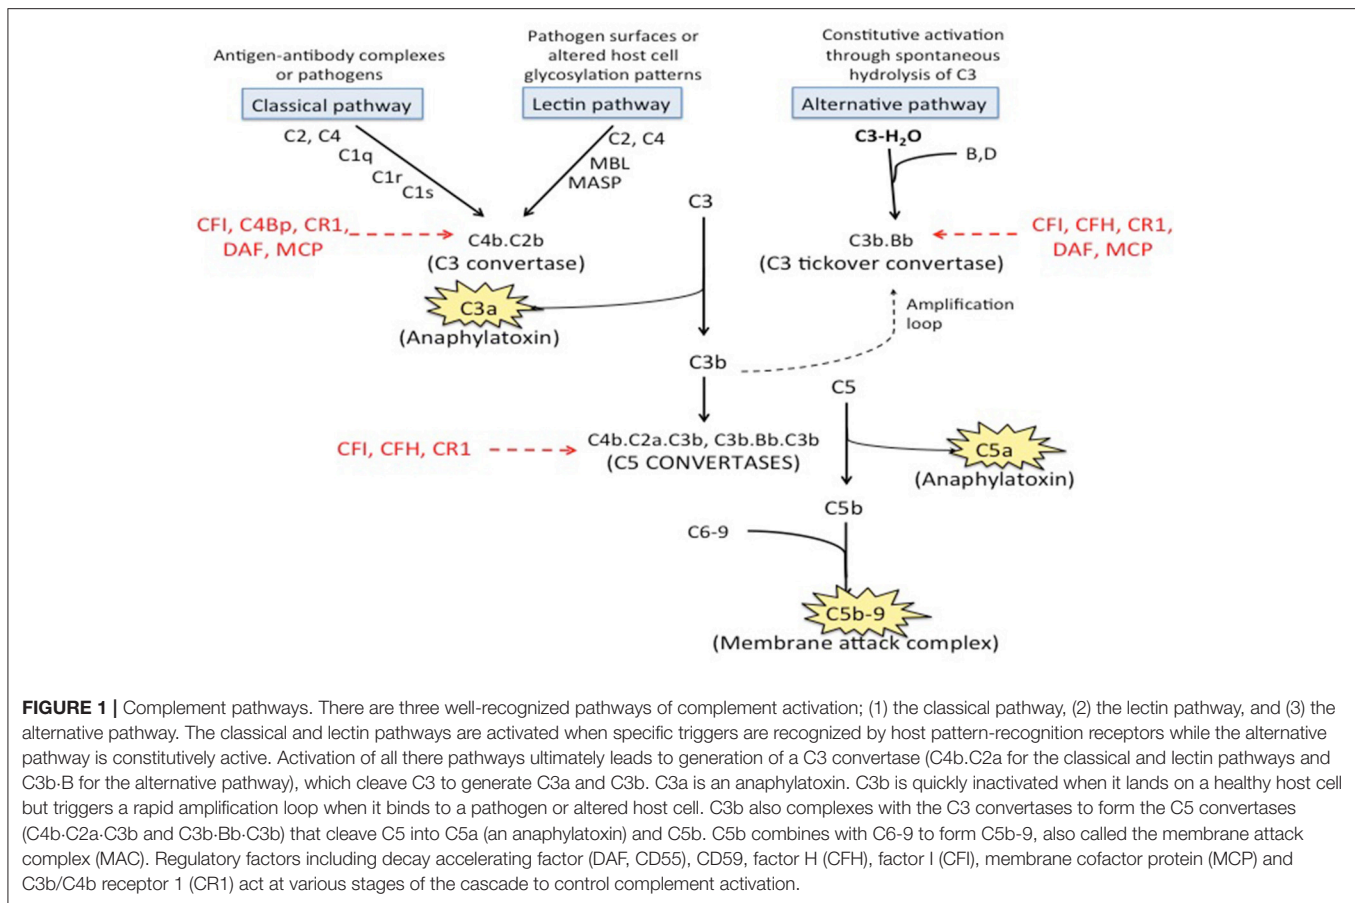 Antigen-antibody complexes
or pathogens
Classical pathway
Pathogen surfaces or
altered host cell
glycosylation patterns
Lectin pathway
Constitutive activation
through spontaneous
hydrolysis of C3
Alternative pathway
C2, C4
C1q
C1r
C1s
C2, C4
MBL
MASP
C3-H₂O
B,D
C3
CFI, C4Bp, CR1,
DAF, MCP
C4b.C2b
(C3 convertase)
C3b.Bb
(C3 tickover convertase)
CFI, CFH, CR1,
DAF, MCP
C3a
(Anaphylatoxin)
Amplification
loop
C3b
C5
CFI, CFH, CR1
C4b.C2a.C3b, C3b.Bb.C3b
(C5 CONVERTASES)
C5a
(Anaphylatoxin)
C5b
C6-9
C5b-9
(Membrane attack complex)
FIGURE 1 | Complement pathways. There are three well-recognized pathways of complement activation; (1) the classical pathway, (2) the lectin pathway, and (3) the
alternative pathway. The classical and lectin pathways are activated when specific triggers are recognized by host pattern-recognition receptors while the alternative
pathway is constitutively active. Activation of all there pathways ultimately leads to generation of a C3 convertase (C4b.C2a for the classical and lectin pathways and
C3b·B for the alternative pathway), which cleave C3 to generate C3a and C3b. C3a is an anaphylatoxin. C3b is quickly inactivated when it lands on a healthy host cell
but triggers a rapid amplification loop when it binds to a pathogen or altered host cell. C3b also complexes with the C3 convertases to form the C5 convertases
(C4b·C2a·C3b and C3b·Bb·C3b) that cleave C5 into C5a (an anaphylatoxin) and C5b. C5b combines with C6-9 to form C5b-9, also called the membrane attack
complex (MAC). Regulatory factors including decay accelerating factor (DAF, CD55), CD59, factor H (CFH), factor I (CFI), membrane cofactor protein (MCP) and
C3b/C4b receptor 1 (CR1) act at various stages of the cascade to control complement activation.